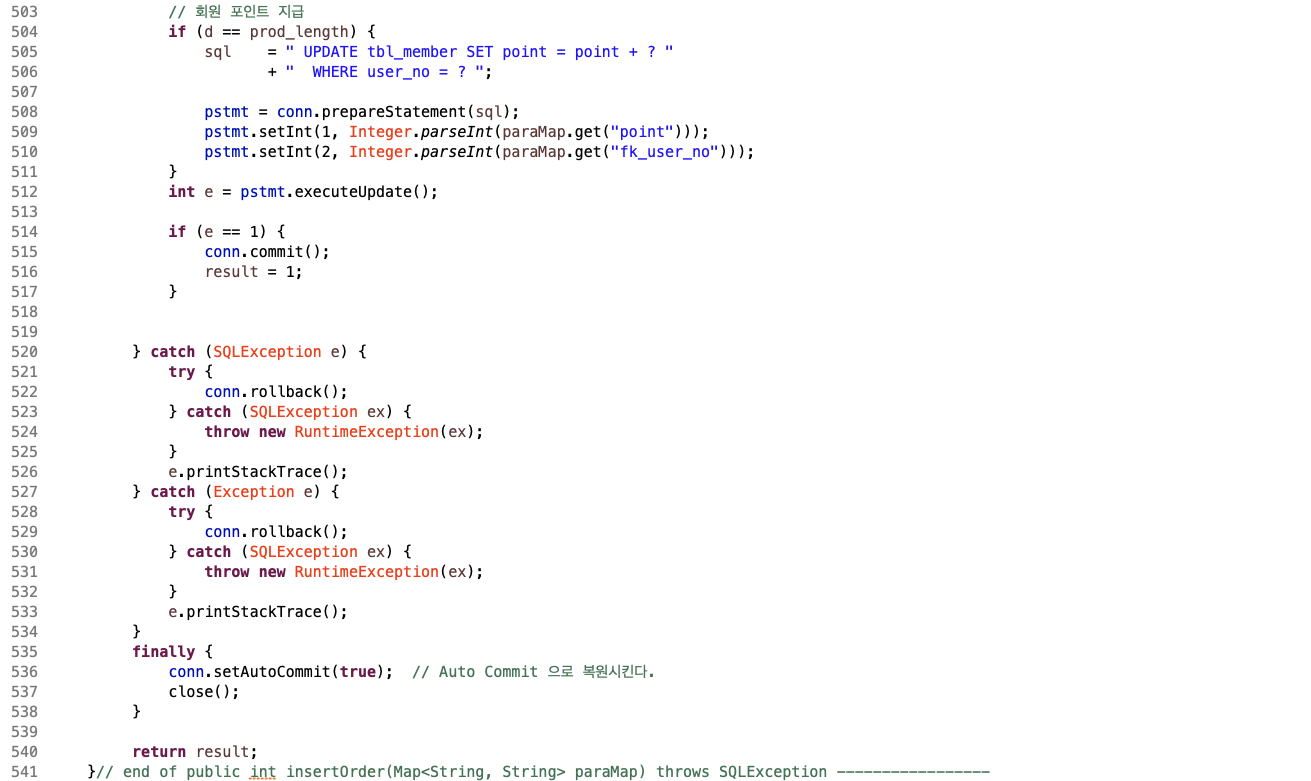 503 // 회원 포인트 지급
504 if (d == prod_length) {
505 sql = " UPDATE tbl_member SET point = point + ? "
506 + " WHERE user_no = ? ";
507
508 pstmt = conn.prepareStatement(sql);
509 pstmt.setInt(1, Integer.parseInt(paraMap.get("point")));
510 pstmt.setInt(2, Integer.parseInt(paraMap.get("fk_user_no")));
511 }
512 int e = pstmt.executeUpdate();
513
514 if (e == 1) {
515 conn.commit();
516 result = 1;
517 }
518
519
520 } catch (SQLException e) {
521 try {
522 conn.rollback();
523 } catch (SQLException ex) {
524 throw new RuntimeException(ex);
525 }
526 e.printStackTrace();
527 } catch (Exception e) {
528 try {
529 conn.rollback();
530 } catch (SQLException ex) {
531 throw new RuntimeException(ex);
532 }
533 e.printStackTrace();
534 }
535 finally {
536 conn.setAutoCommit(true); // Auto Commit 으로 복원시킨다.
537 close();
538 }
539
540 return result;
541 }// end of public int insertOrder(Map<String, String> paraMap) throws SQLException -----------------